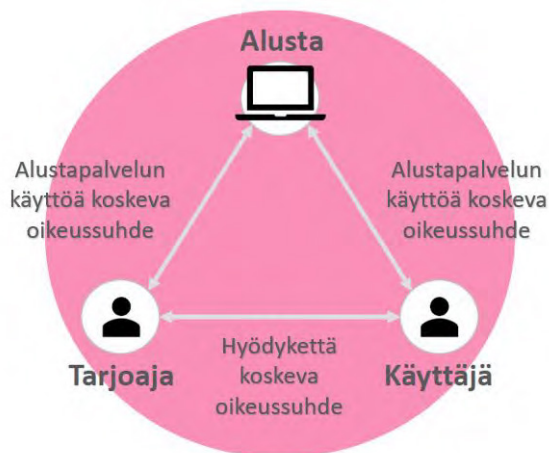 Alusta
Alustapalvelun
käyttöä koskeva
oikeussuhde
Alustapalvelun
käyttöä koskeva
oikeussuhde
Tarjoaja
Hyödykettä
koskeva
oikeussuhde
Käyttäjä